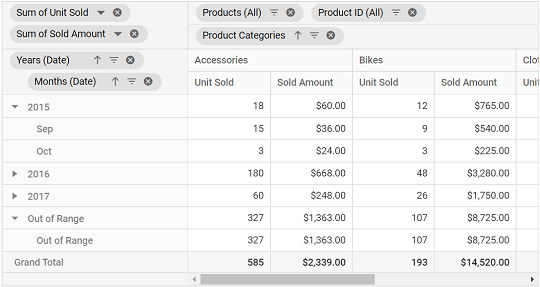 Sum of Unit Sold Products (All) Product ID (All)
Sum of Sold Amount Product Categories
Years (Date) Accessories Bikes Clot
Months (Date) Unit Sold Sold Amount Unit Sold Sold Amount Unit
2015 18 $60.00 12 $765.00
Sep 15 $36.00 9 $540.00
Oct 3 $24.00 3 $225.00
2016 180 $668.00 48 $3,280.00
2017 60 $248.00 26 $1,750.00
Out of Range 327 $1,363.00 107 $8,725.00
Out of Range 327 $1,363.00 107 $8,725.00
Grand Total 585 $2,339.00 193 $14,520.00